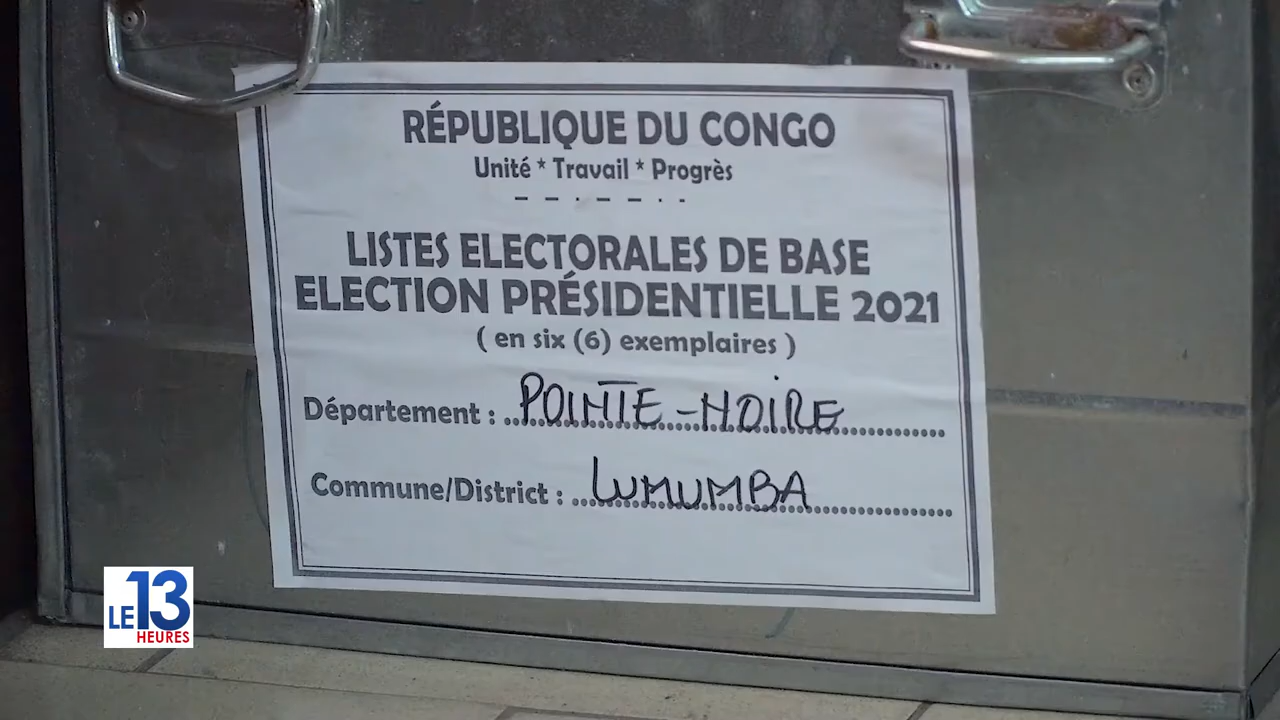 RÉPUBLIQUE DU CONGO
Unité * Travail * Progrès
LISTES ELECTORALES DE BASE
ELECTION PRÉSIDENTIELLE 2021
( en six (6) exemplaires )
Département : POINTE-NOIRE
Commune/District : LUMUMBA
LE 13
HEURES